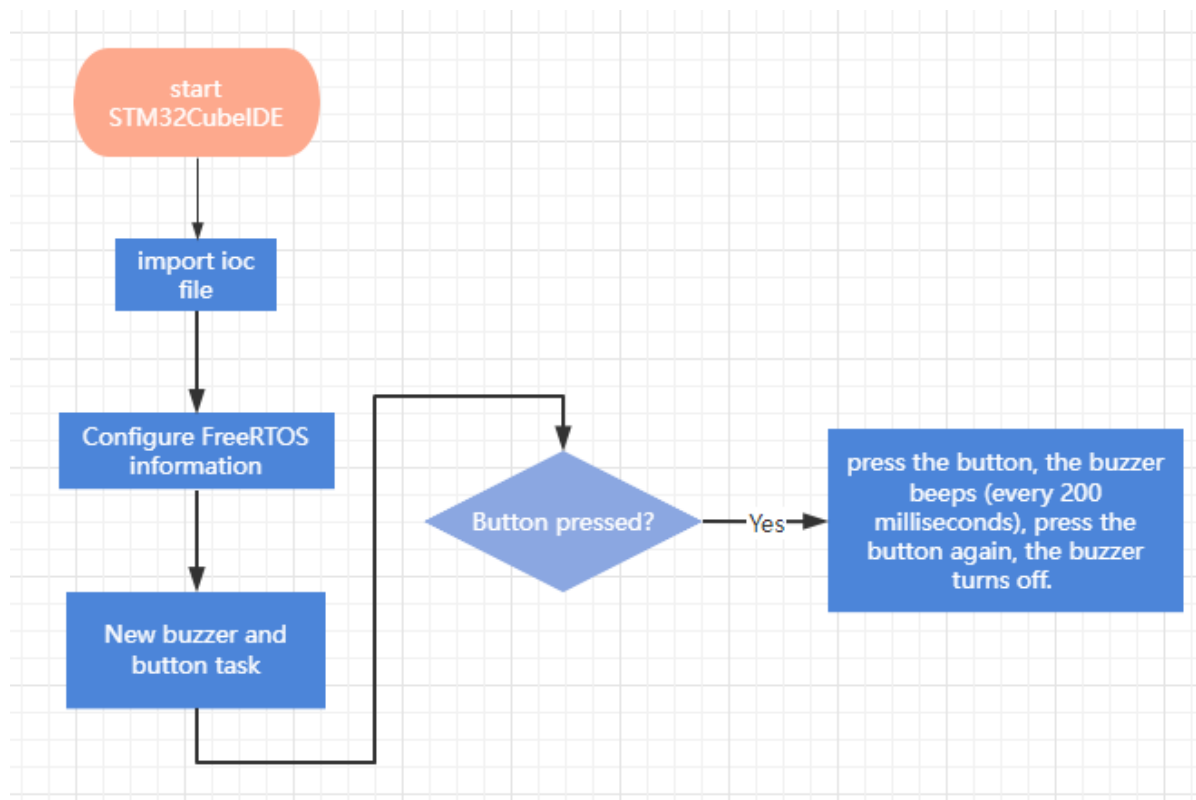 start
STM32CubeIDE
import ioc
file
Configure FreeRTOS
information
New buzzer and
button task
Button pressed?
Yes
press the button, the buzzer
beeps (every 200
milliseconds), press the
button again, the buzzer
turns off.